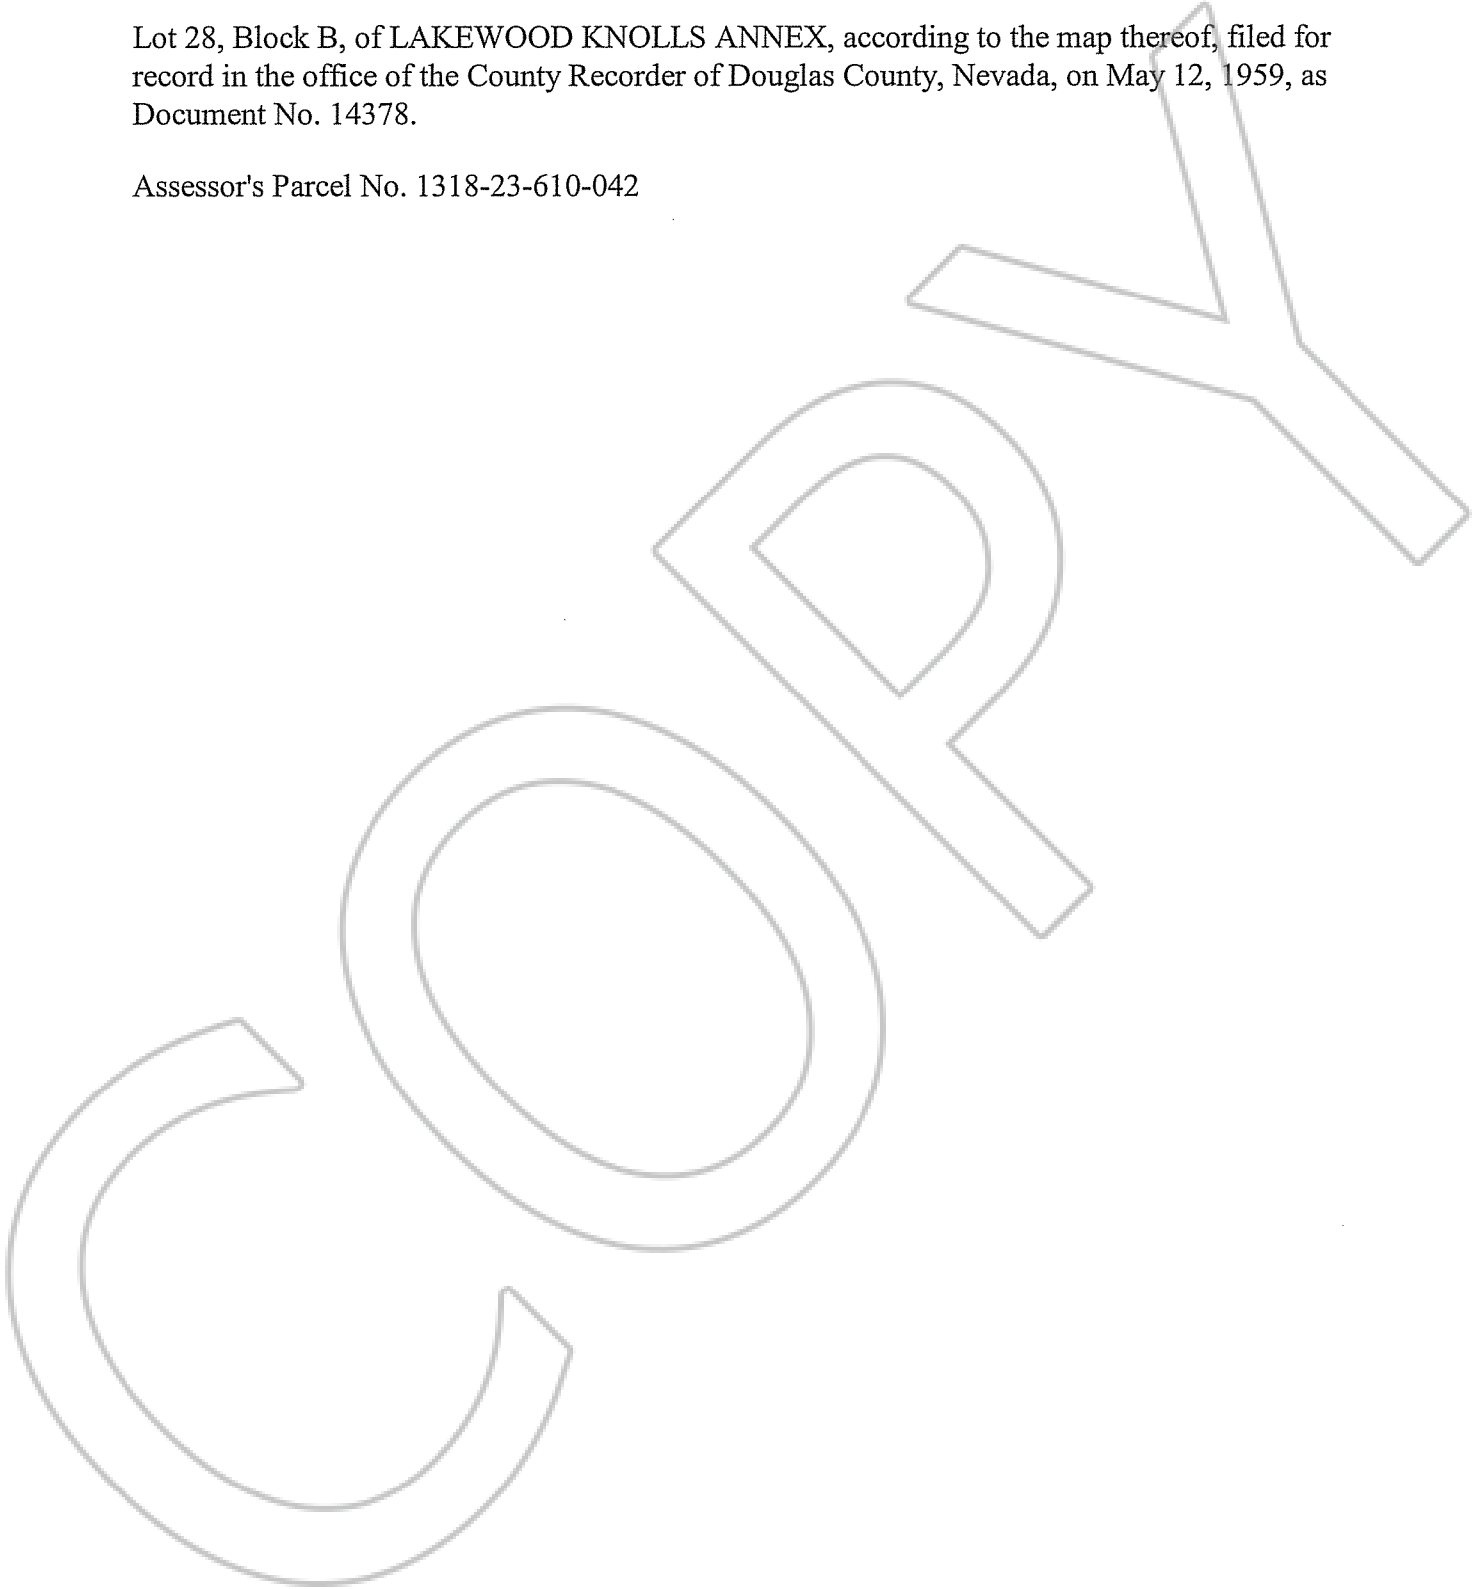 Lot 28, Block B, of LAKEWOOD KNOLLS ANNEX, according to the map thereof, filed for
record in the office of the County Recorder of Douglas County, Nevada, on May 12, 1959, as
Document No. 14378.
Assessor's Parcel No. 1318-23-610-042
COPY